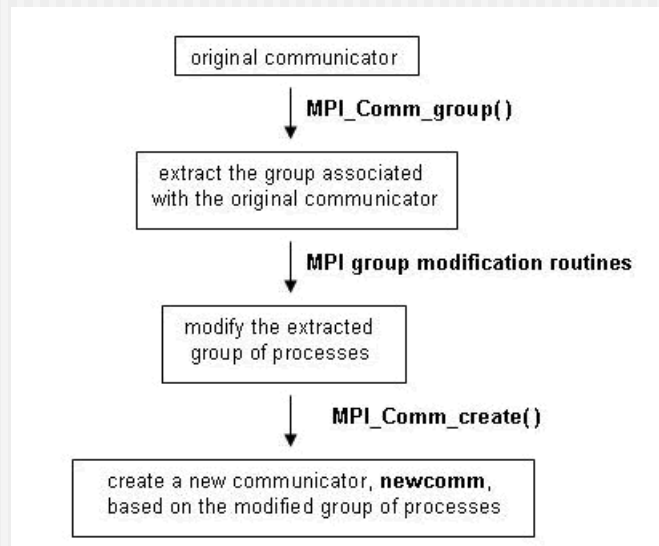 original communicator
MPI_Comm_group()
extract the group associated
with the original communicator
MPI group modification routines
modify the extracted
group of processes
MPI_Comm_create()
create a new communicator, newcomm,
based on the modified group of processes